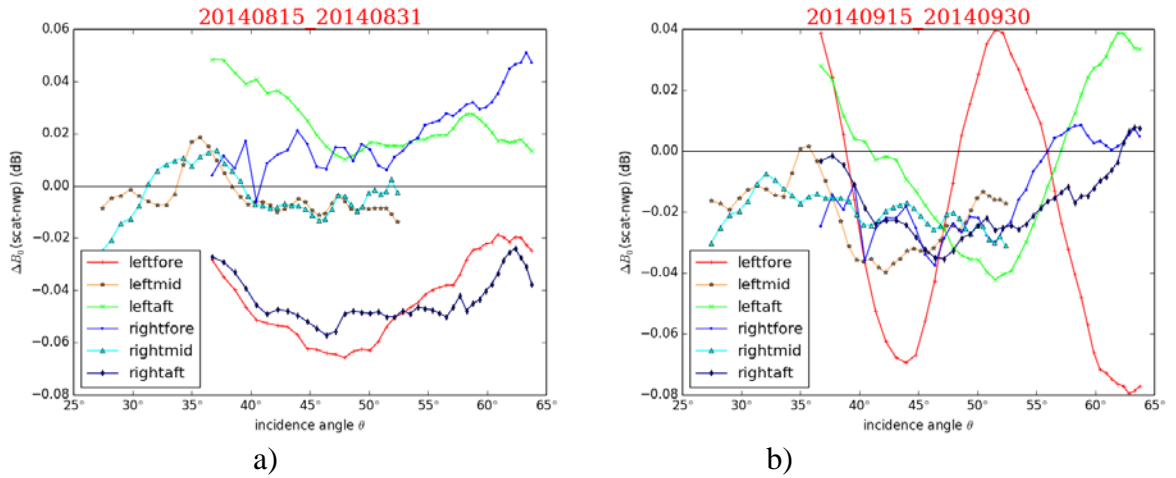 20140815_20140831
0.06
0.04
0.02
0.00
−0.02
−0.04
−0.06
−0.08
ΔB₀(scat-nwp) (dB)
leftfore
leftmid
leftaft
rightfore
rightmid
rightaft
25° 30° 35° 40° 45° 50° 55° 60° 65°
incidence angle θ
a)
20140915_20140930
0.04
0.02
0.00
−0.02
−0.04
−0.06
−0.08
ΔB₀(scat-nwp) (dB)
leftfore
leftmid
leftaft
rightfore
rightmid
rightaft
25° 30° 35° 40° 45° 50° 55° 60° 65°
incidence angle θ
b)